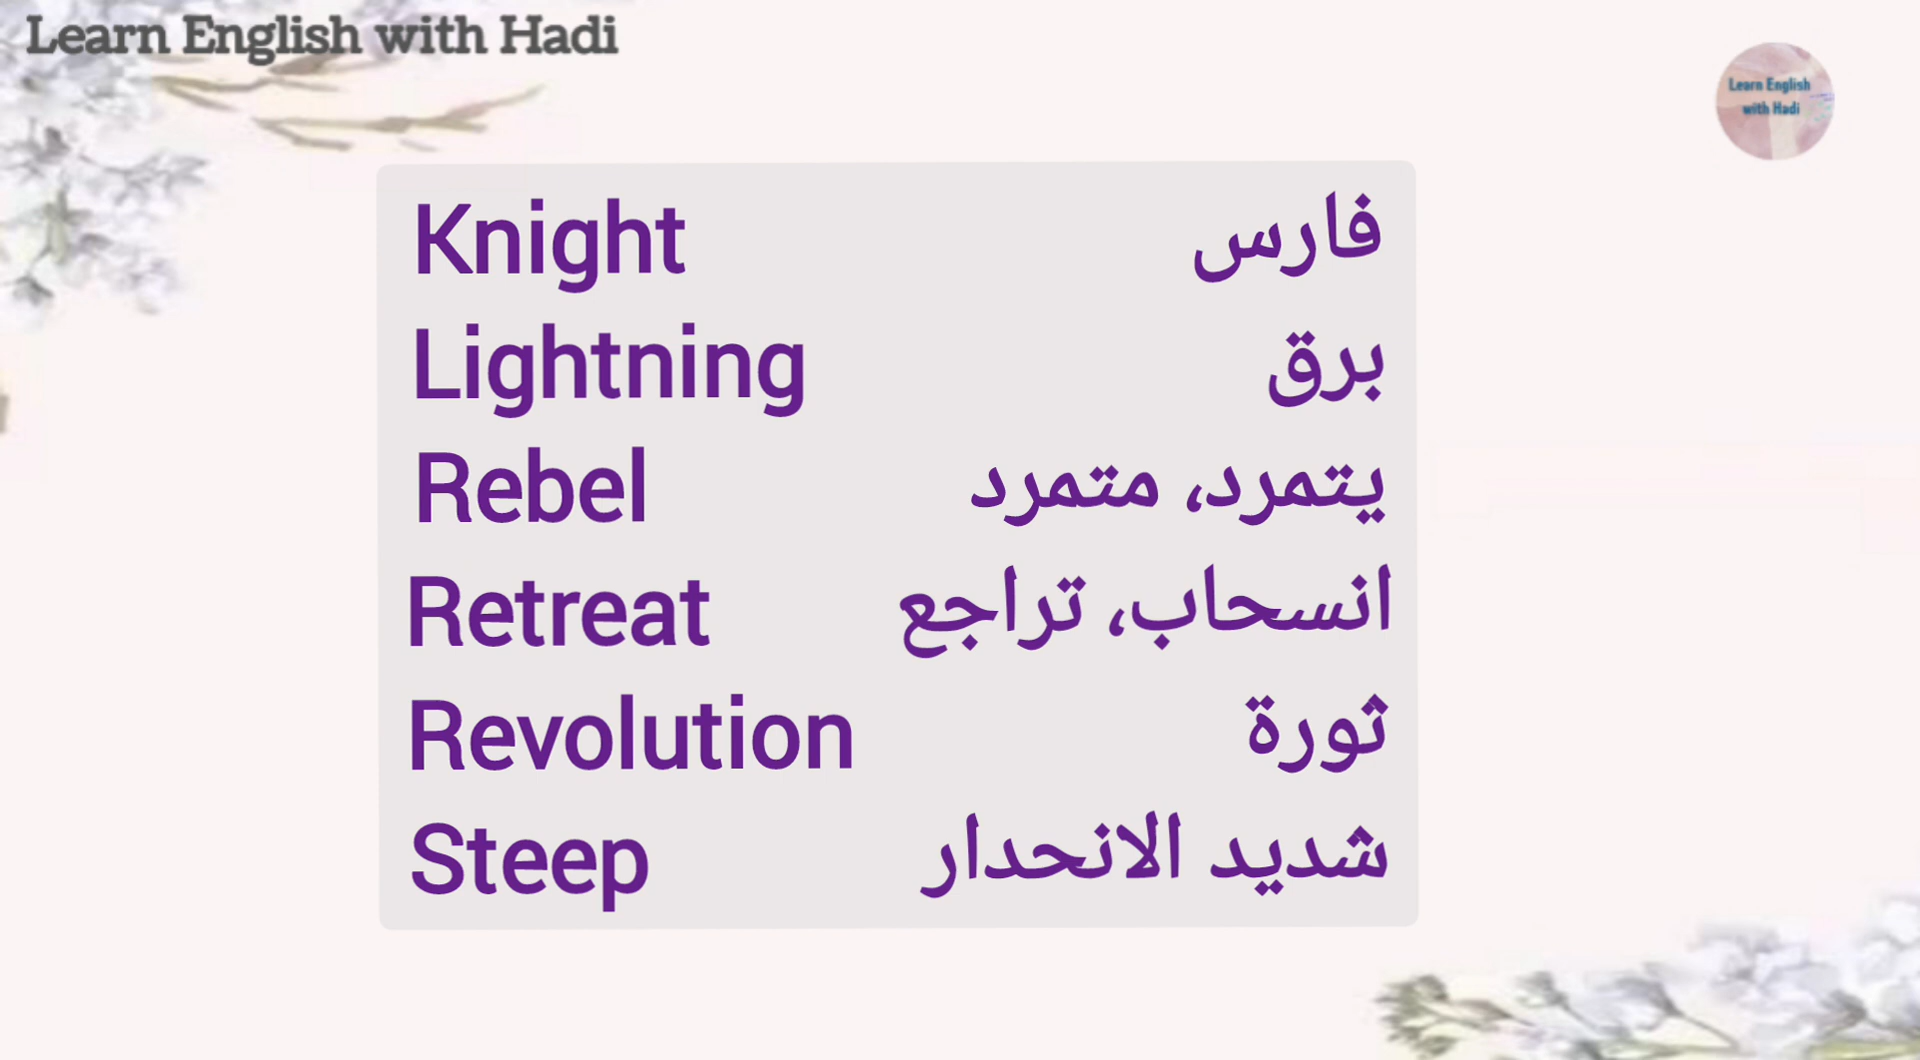 Learn English with Hadi
Learn English
with Hadi
Knight فارس
Lightning برق
Rebel يتمرد، متمرد
Retreat انسحاب، تراجع
Revolution ثورة
Steep شديد الانحدار